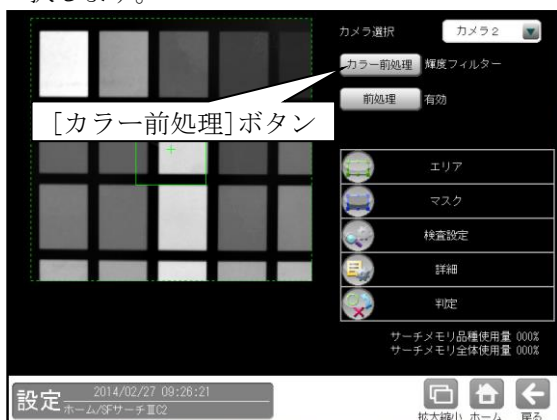 択します。
カメラ選択
カメラ2
カラー前処理
輝度フィルター
前処理
有効
[カラー前処理]ボタン
エリア
マスク
検査設定
詳細
判定
サーチメモリ品種使用量 000%
サーチメモリ全体使用量 000%
設定
2014/02/27 09:26:21
ホーム/SFサーチⅢC2
拡大縮小
ホーム
戻る